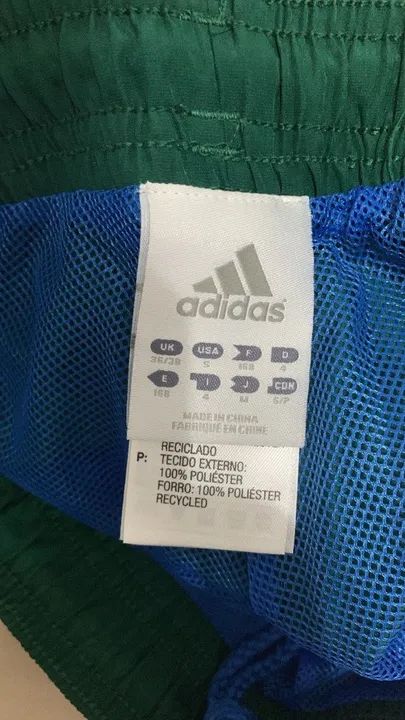 adidas
UK USA F D
36/38 S 168 4
E I J CDN
168 4 M S/P
MADE IN CHINA
FABRIQUÉ EN CHINE
RECICLADO
P: TECIDO EXTERNO:
100% POLIÉSTER
FORRO: 100% POLIÉSTER
RECYCLED